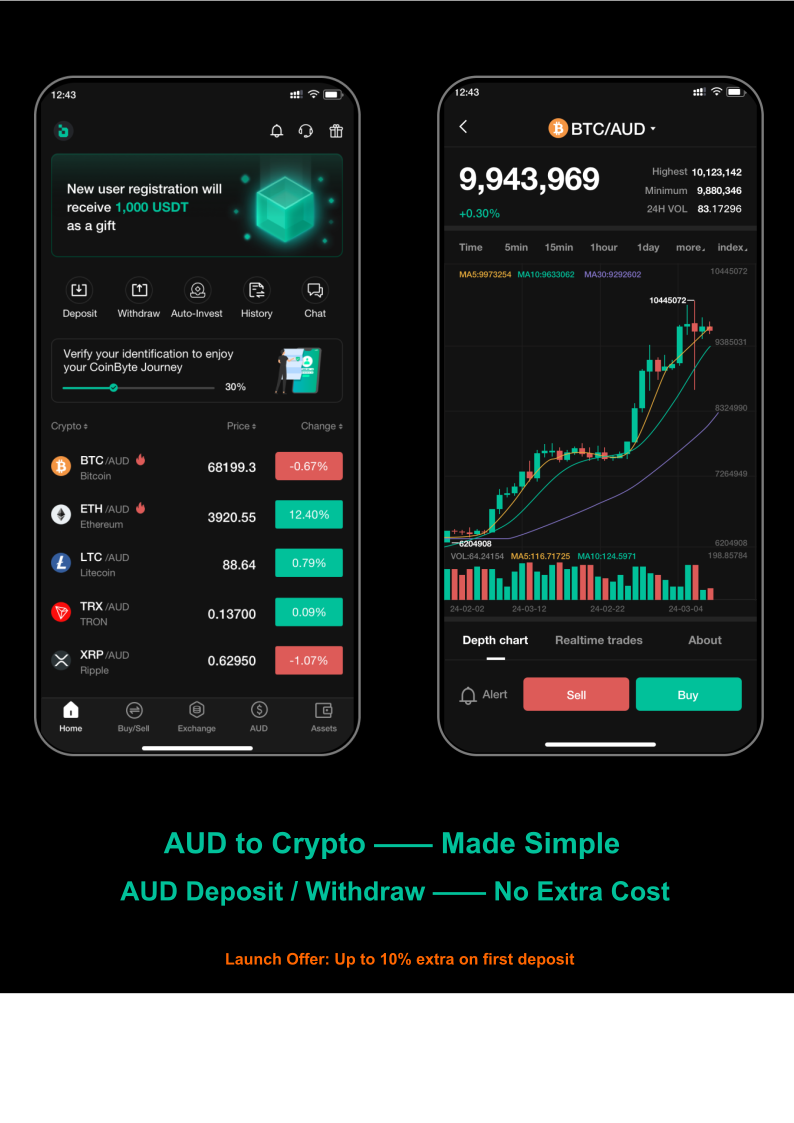 12:43
New user registration will
receive 1,000 USDT
as a gift
Deposit Withdraw Auto-Invest History Chat
Verify your identification to enjoy
your CoinByte Journey
30%
Crypto Price Change
BTC /AUD
Bitcoin
68199.3
-0.67%
ETH /AUD
Ethereum
3920.55
12.40%
LTC /AUD
Litecoin
88.64
0.79%
TRX /AUD
TRON
0.13700
0.09%
XRP /AUD
Ripple
0.62950
-1.07%
Home Buy/Sell Exchange AUD Assets
12:43
BTC/AUD
9,943,969
+0.30%
Highest 10,123,142
Minimum 9,880,346
24H VOL 83.17296
Time 5min 15min 1hour 1day more index
MA5:9973254 MA10:9633062 MA30:9292602
10445072
10445072
9385031
8324990
7264949
6204908
6204908
VOL:64.24154 MA5:116.71725 MA10:124.5971 198.85784
24-02-02 24-03-12 24-02-22 24-03-04
Depth chart Realtime trades About
Alert Sell Buy
AUD to Crypto —— Made Simple
AUD Deposit / Withdraw —— No Extra Cost
Launch Offer: Up to 10% extra on first deposit